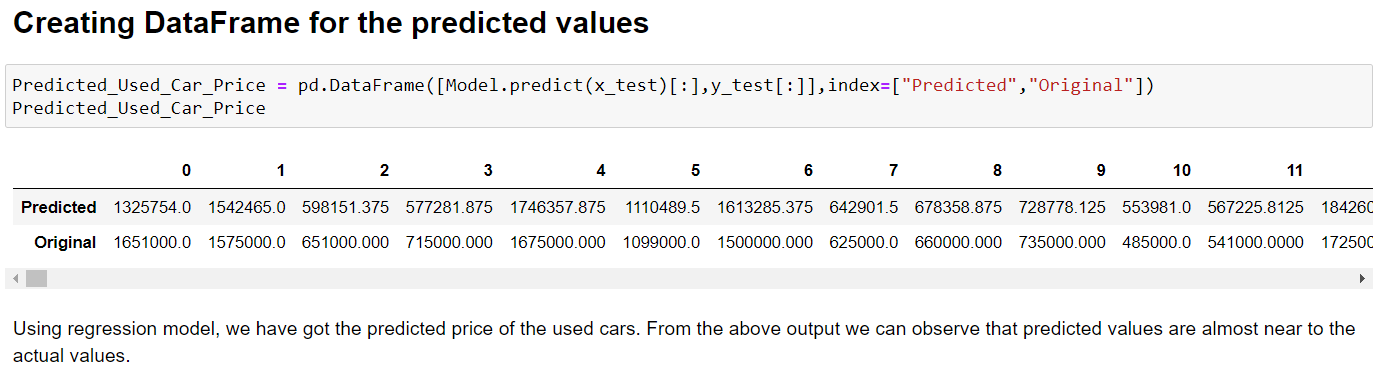 Creating DataFrame for the predicted values
Predicted_Used_Car_Price = pd.DataFrame([Model.predict(x_test)[:],y_test[:]],index=["Predicted","Original"])
Predicted_Used_Car_Price
0 1 2 3 4 5 6 7 8 9 10 11
Predicted 1325754.0 1542465.0 598151.375 577281.875 1746357.875 1110489.5 1613285.375 642901.5 678358.875 728778.125 553981.0 567225.8125 184260
Original 1651000.0 1575000.0 651000.000 715000.000 1675000.000 1099000.0 1500000.000 625000.0 660000.000 735000.000 485000.0 541000.0000 172500
Using regression model, we have got the predicted price of the used cars. From the above output we can observe that predicted values are almost near to the
actual values.